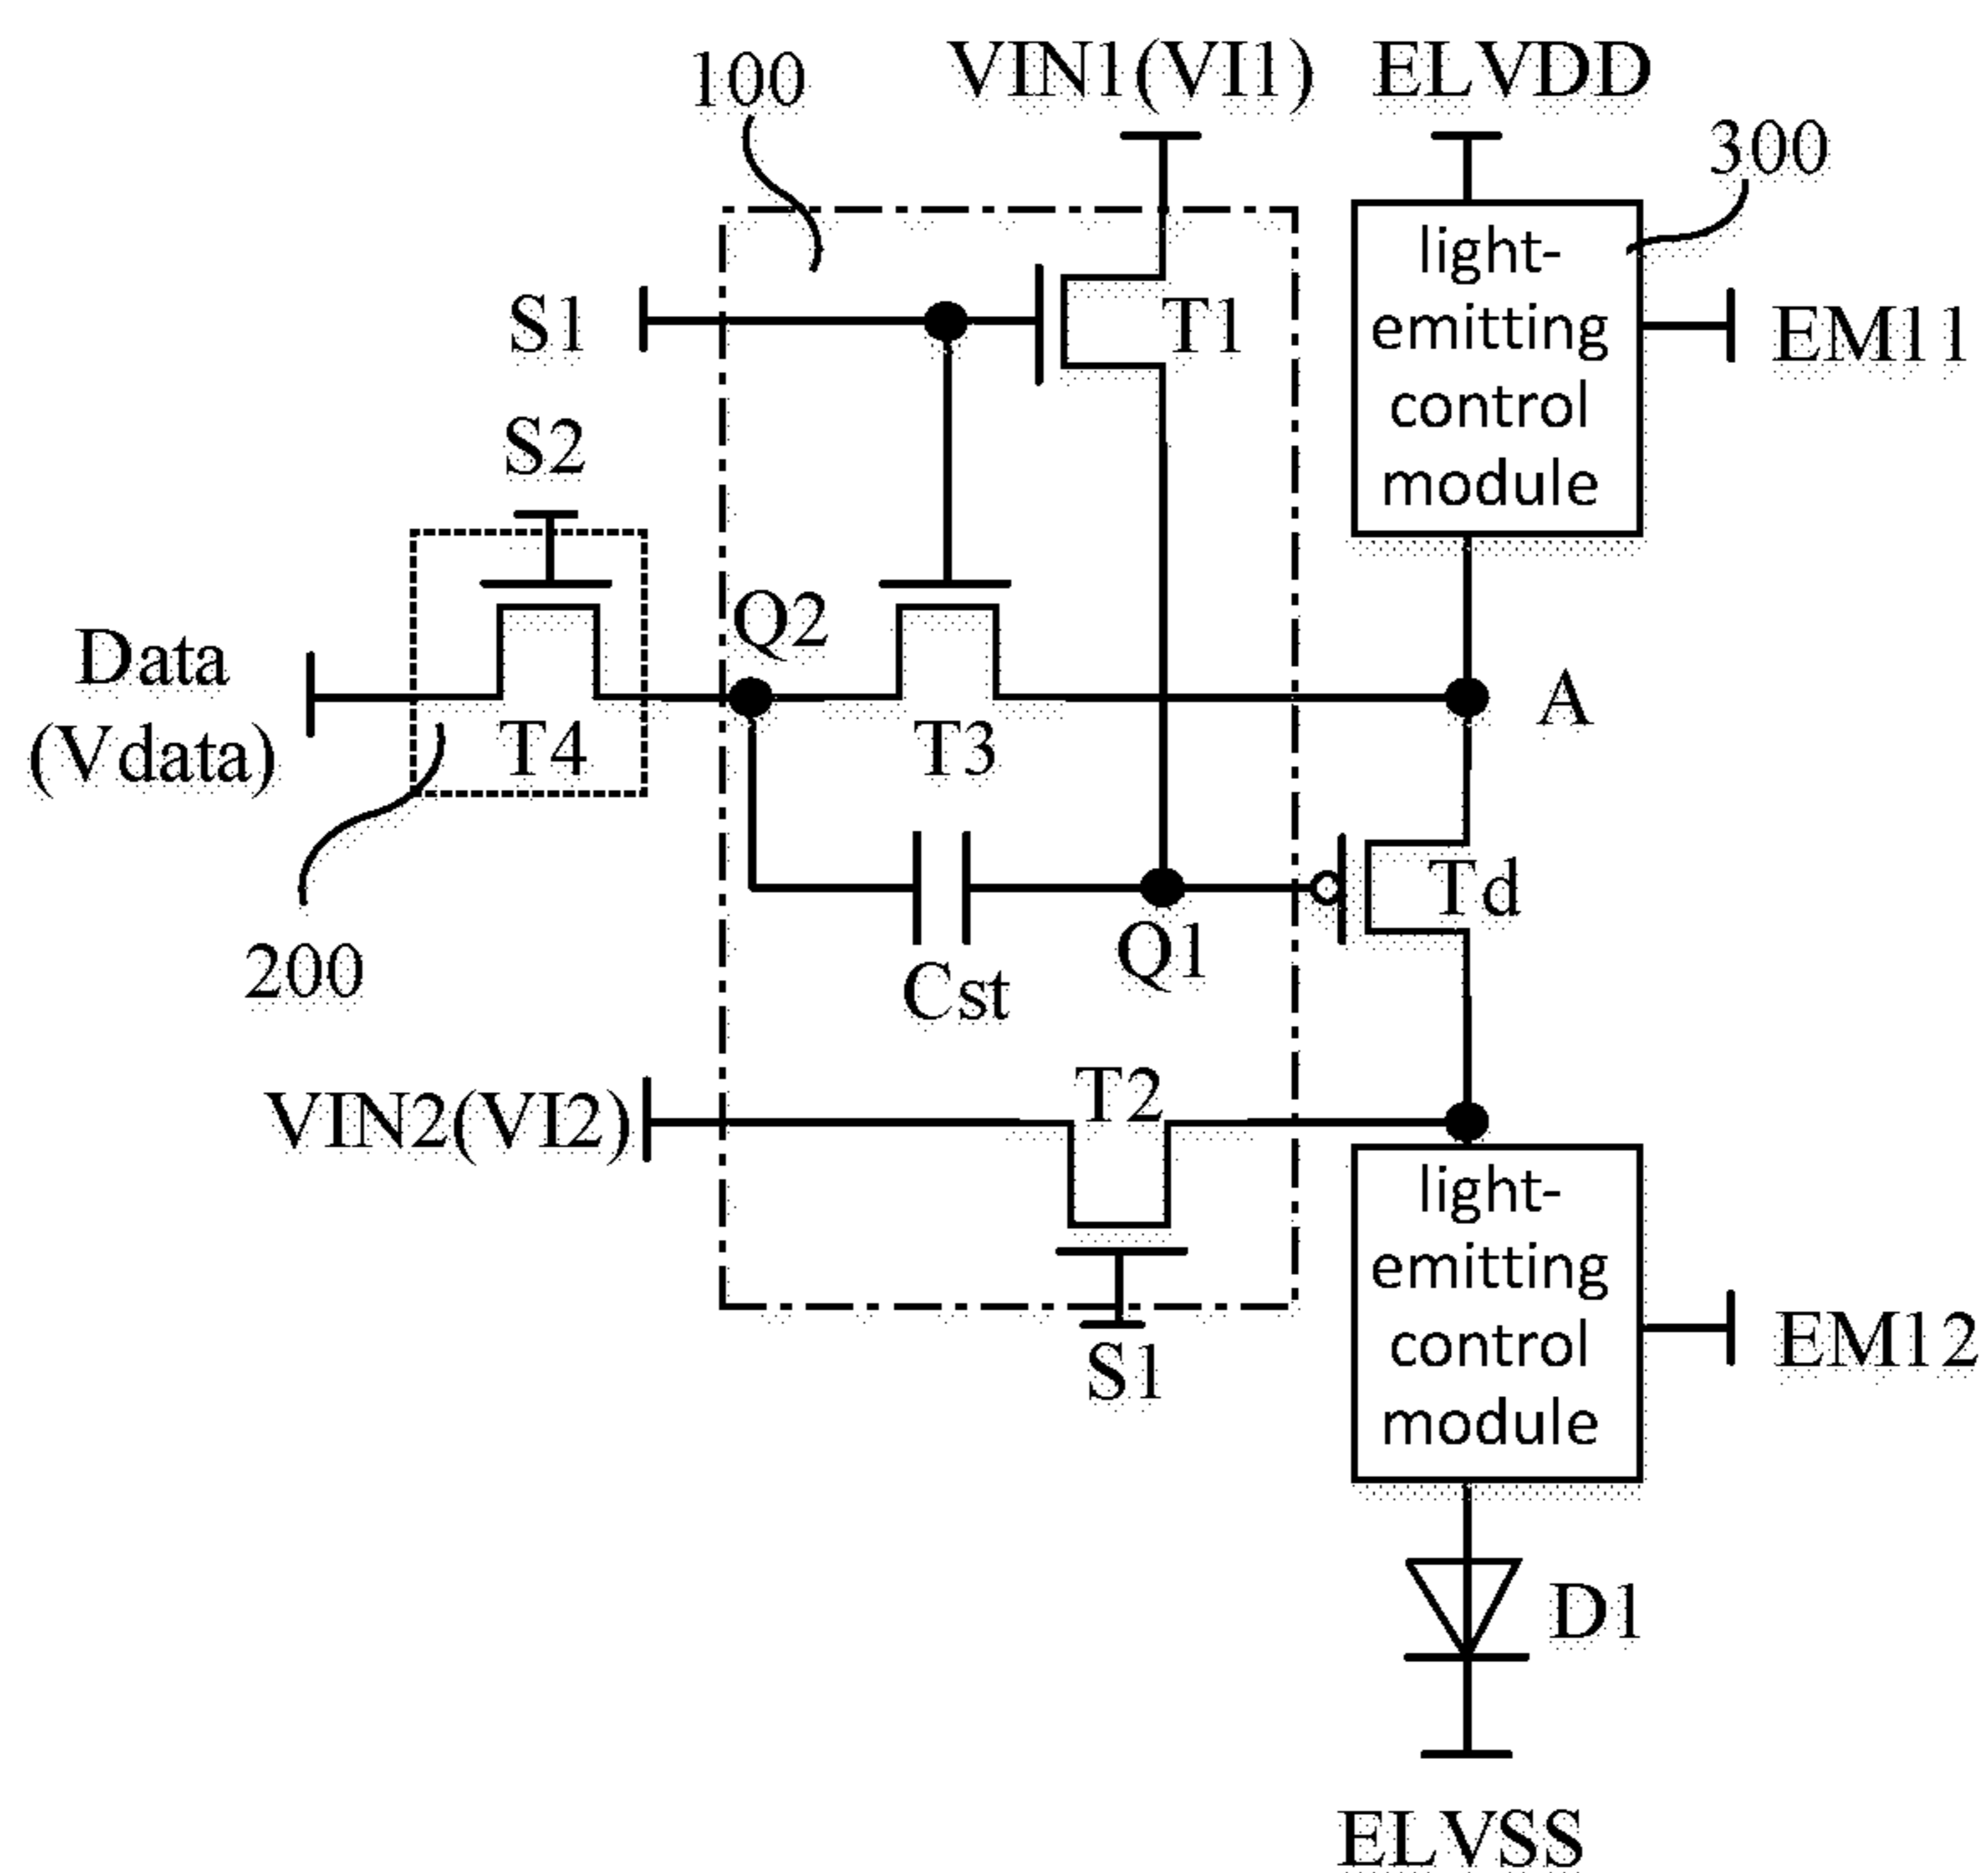 100
VIN1(VI1)
ELVDD
300
light-
emitting
control
module
S1
T1
EM11
S2
Q2
Data
(Vdata)
T4
T3
A
Td
Q1
200
Cst
T2
VIN2(VI2)
light-
emitting
control
module
S1
EM12
D1
ELVSS